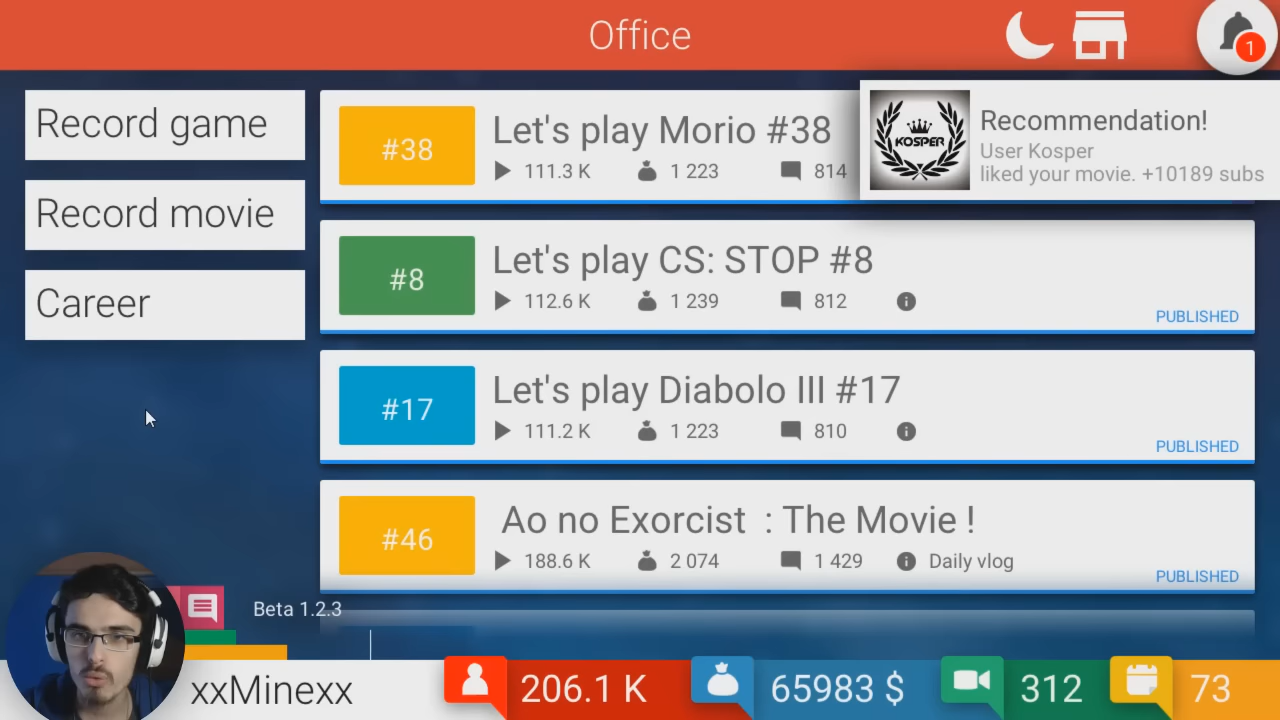 Office
1
Record game
Record movie
Career
#38
Let's play Morio #38
111.3 K
1 223
814
KOSPER
Recommendation!
User Kosper
liked your movie. +10189 subs
#8
Let's play CS: STOP #8
112.6 K
1 239
812
PUBLISHED
#17
Let's play Diabolo III #17
111.2 K
1 223
810
PUBLISHED
#46
Ao no Exorcist : The Movie !
188.6 K
2 074
1 429
Daily vlog
PUBLISHED
Beta 1.2.3
xxMinexx
206.1 K
65983 $
312
73